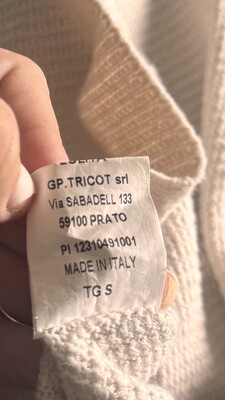 GP.TRICOT srl
Via SABADELL 133
59100 PRATO
PI 12310491001
MADE IN ITALY
TG S